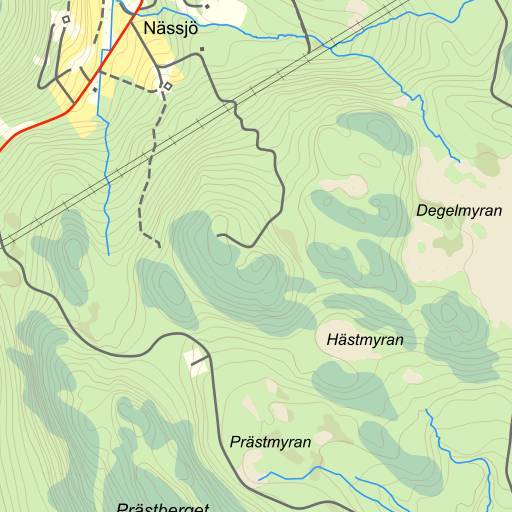 Nässjö
Degelmyran
Hästmyran
Prästmyran
Prästberget